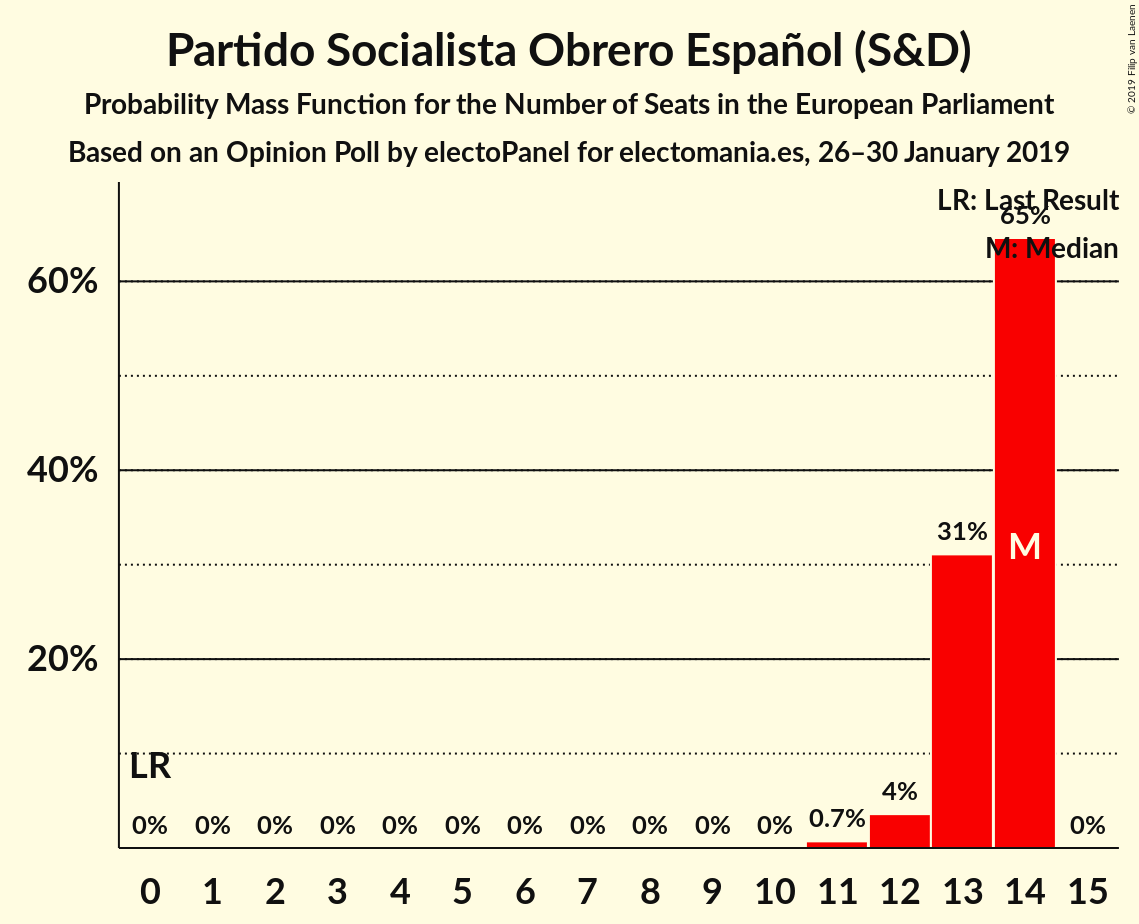 Partido Socialista Obrero Español (S&D)
Probability Mass Function for the Number of Seats in the European Parliament
Based on an Opinion Poll by electoPanel for electomania.es, 26–30 January 2019
© 2019 Filip van Laenen
LR: Last Result
65%
M: Median
60%
40%
31%
M
20%
LR
4%
0% 0% 0% 0% 0% 0% 0% 0% 0% 0% 0% 0.7% 0%
0 1 2 3 4 5 6 7 8 9 10 11 12 13 14 15